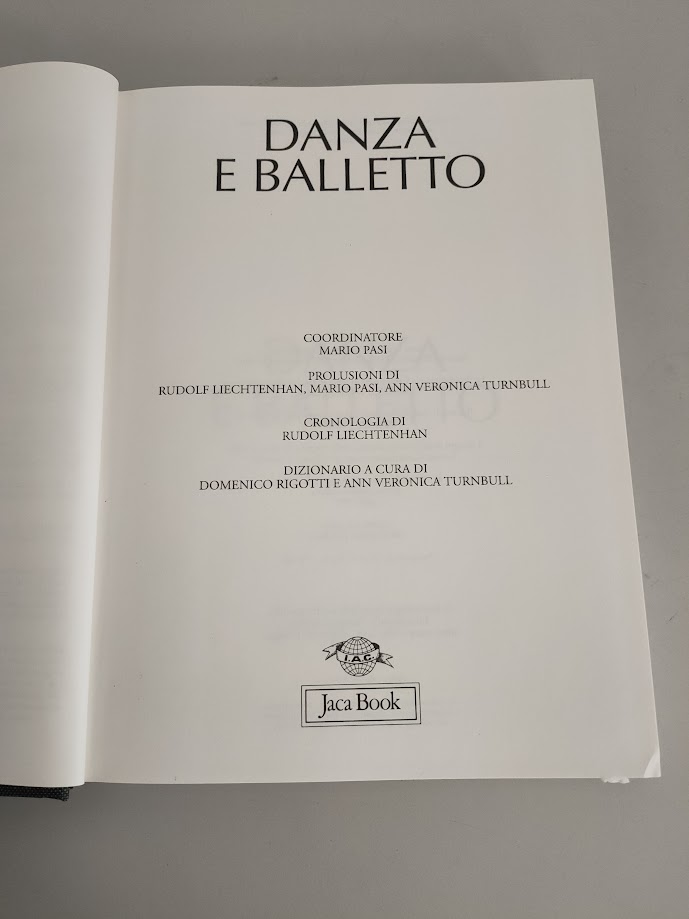 DANZA
E BALLETTO
COORDINATORE
MARIO PASI
PROLUSIONI DI
RUDOLF LIECHTENHAN, MARIO PASI, ANN VERONICA TURNBULL
CRONOLOGIA DI
RUDOLF LIECHTENHAN
DIZIONARIO A CURA DI
DOMENICO RIGOTTI E ANN VERONICA TURNBULL
I.A.G.
Jaca Book